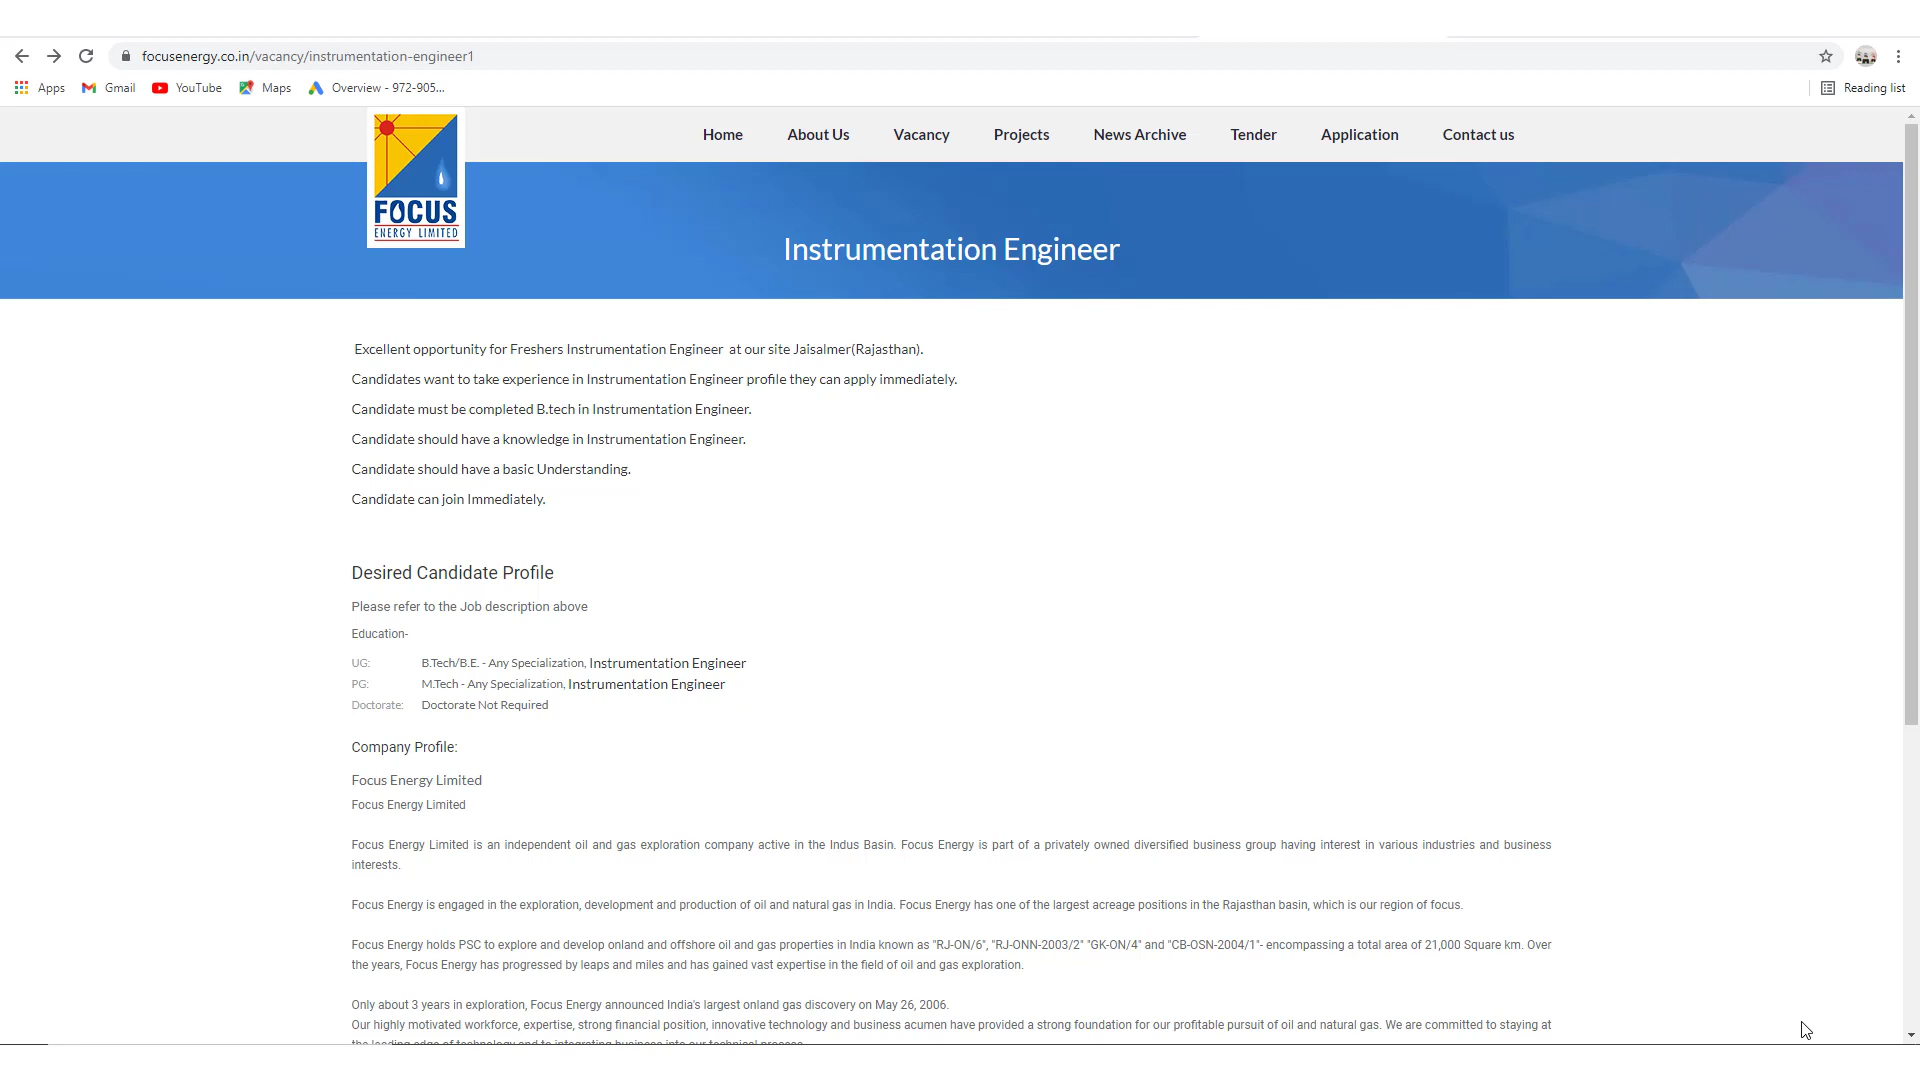 focusenergy.co.in/vacancy/instrumentation-engineer1
Apps Gmail YouTube Maps Overview - 972-905... Reading list
FOCUS
ENERGY LIMITED
Home About Us Vacancy Projects News Archive Tender Application Contact us
Instrumentation Engineer
Excellent opportunity for Freshers Instrumentation Engineer at our site Jaisalmer(Rajasthan).
Candidates want to take experience in Instrumentation Engineer profile they can apply immediately.
Candidate must be completed B.tech in Instrumentation Engineer.
Candidate should have a knowledge in Instrumentation Engineer.
Candidate should have a basic Understanding.
Candidate can join Immediately.
Desired Candidate Profile
Please refer to the Job description above
Education-
UG: B.Tech/B.E. - Any Specialization, Instrumentation Engineer
PG: M.Tech - Any Specialization, Instrumentation Engineer
Doctorate: Doctorate Not Required
Company Profile:
Focus Energy Limited
Focus Energy Limited
Focus Energy Limited is an independent oil and gas exploration company active in the Indus Basin. Focus Energy is part of a privately owned diversified business group having interest in various industries and business
interests.
Focus Energy is engaged in the exploration, development and production of oil and natural gas in India. Focus Energy has one of the largest acreage positions in the Rajasthan basin, which is our region of focus.
Focus Energy holds PSC to explore and develop onland and offshore oil and gas properties in India known as "RJ-ON/6", "RJ-ONN-2003/2" "GK-ON/4" and "CB-OSN-2004/1"- encompassing a total area of 21,000 Square km. Over
the years, Focus Energy has progressed by leaps and miles and has gained vast expertise in the field of oil and gas exploration.
Only about 3 years in exploration, Focus Energy announced India's largest onland gas discovery on May 26, 2006.
Our highly motivated workforce, expertise, strong financial position, innovative technology and business acumen have provided a strong foundation for our profitable pursuit of oil and natural gas. We are committed to staying at
the leading edge of technology and to integrating business into our technical process.